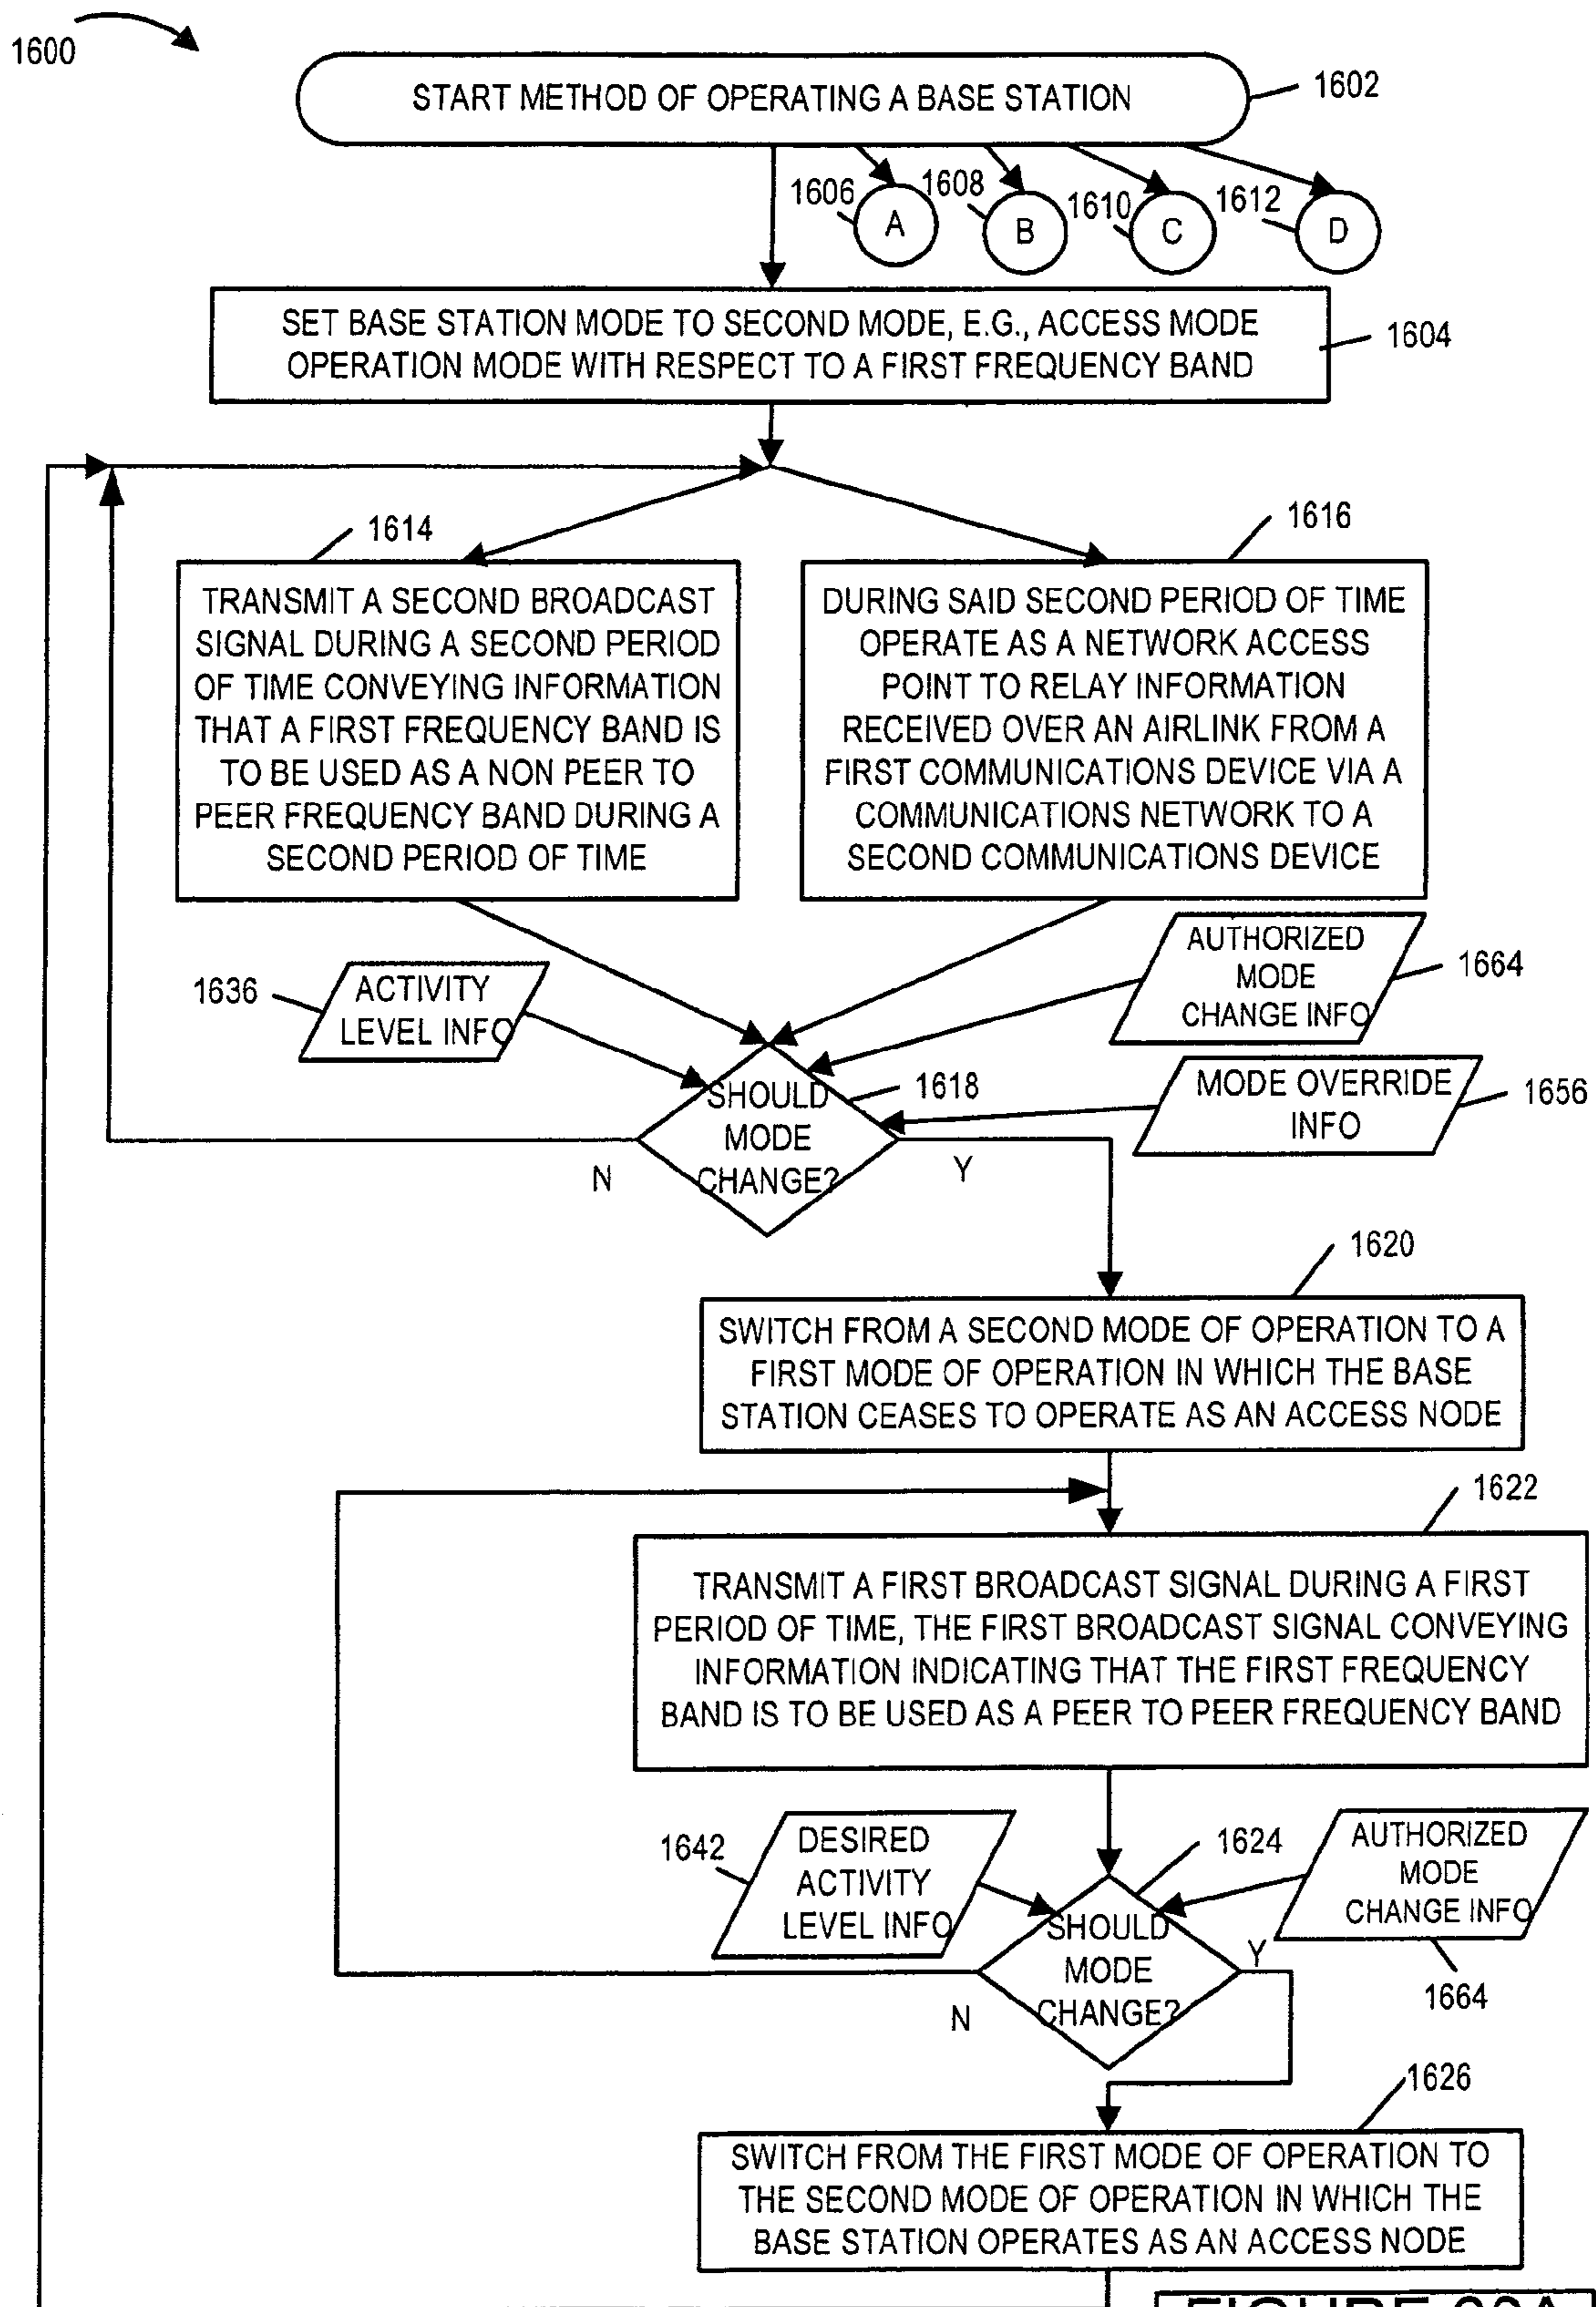 1600
START METHOD OF OPERATING A BASE STATION
1602
1606
A
1608
B
1610
C
1612
D
SET BASE STATION MODE TO SECOND MODE, E.G., ACCESS MODE
OPERATION MODE WITH RESPECT TO A FIRST FREQUENCY BAND
1604
1614
TRANSMIT A SECOND BROADCAST
SIGNAL DURING A SECOND PERIOD
OF TIME CONVEYING INFORMATION
THAT A FIRST FREQUENCY BAND IS
TO BE USED AS A NON PEER TO
PEER FREQUENCY BAND DURING A
SECOND PERIOD OF TIME
1616
DURING SAID SECOND PERIOD OF TIME
OPERATE AS A NETWORK ACCESS
POINT TO RELAY INFORMATION
RECEIVED OVER AN AIRLINK FROM A
FIRST COMMUNICATIONS DEVICE VIA A
COMMUNICATIONS NETWORK TO A
SECOND COMMUNICATIONS DEVICE
1636
ACTIVITY
LEVEL INFO
AUTHORIZED
MODE
CHANGE INFO
1664
MODE OVERRIDE
INFO
1656
SHOULD
MODE
CHANGE?
1618
N
Y
1620
SWITCH FROM A SECOND MODE OF OPERATION TO A
FIRST MODE OF OPERATION IN WHICH THE BASE
STATION CEASES TO OPERATE AS AN ACCESS NODE
1622
TRANSMIT A FIRST BROADCAST SIGNAL DURING A FIRST
PERIOD OF TIME, THE FIRST BROADCAST SIGNAL CONVEYING
INFORMATION INDICATING THAT THE FIRST FREQUENCY
BAND IS TO BE USED AS A PEER TO PEER FREQUENCY BAND
1642
DESIRED
ACTIVITY
LEVEL INFO
1624
SHOULD
MODE
CHANGE?
AUTHORIZED
MODE
CHANGE INFO
1664
Y
N
1626
SWITCH FROM THE FIRST MODE OF OPERATION TO
THE SECOND MODE OF OPERATION IN WHICH THE
BASE STATION OPERATES AS AN ACCESS NODE